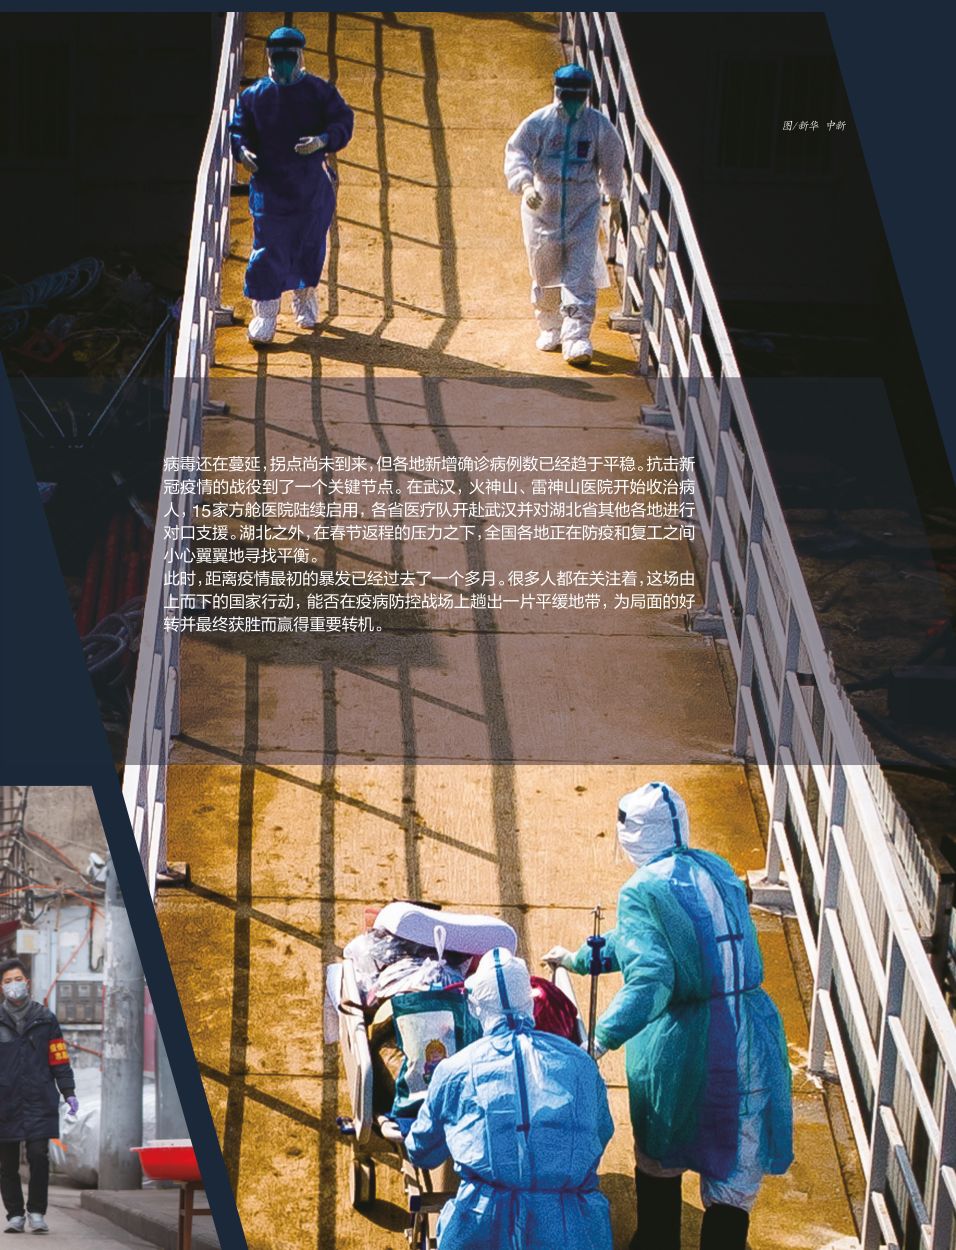 图/新华 中新
病毒还在蔓延，拐点尚未到来，但各地新增确诊病例数已经趋于平稳。抗击新
冠疫情的战役到了一个关键节点。在武汉，火神山、雷神山医院开始收治病
人，15家方舱医院陆续启用，各省医疗队开赴武汉并对湖北省其他各地进行
对口支援。湖北之外，在春节返程的压力之下，全国各地正在防疫和复工之间
小心翼翼地寻找平衡。
此时，距离疫情最初的暴发已经过去了一个多月。很多人都在关注着，这场由
上而下的国家行动，能否在疫病防控战场上趟出一片平缓地带，为局面的好
转并最终获胜而赢得重要转机。